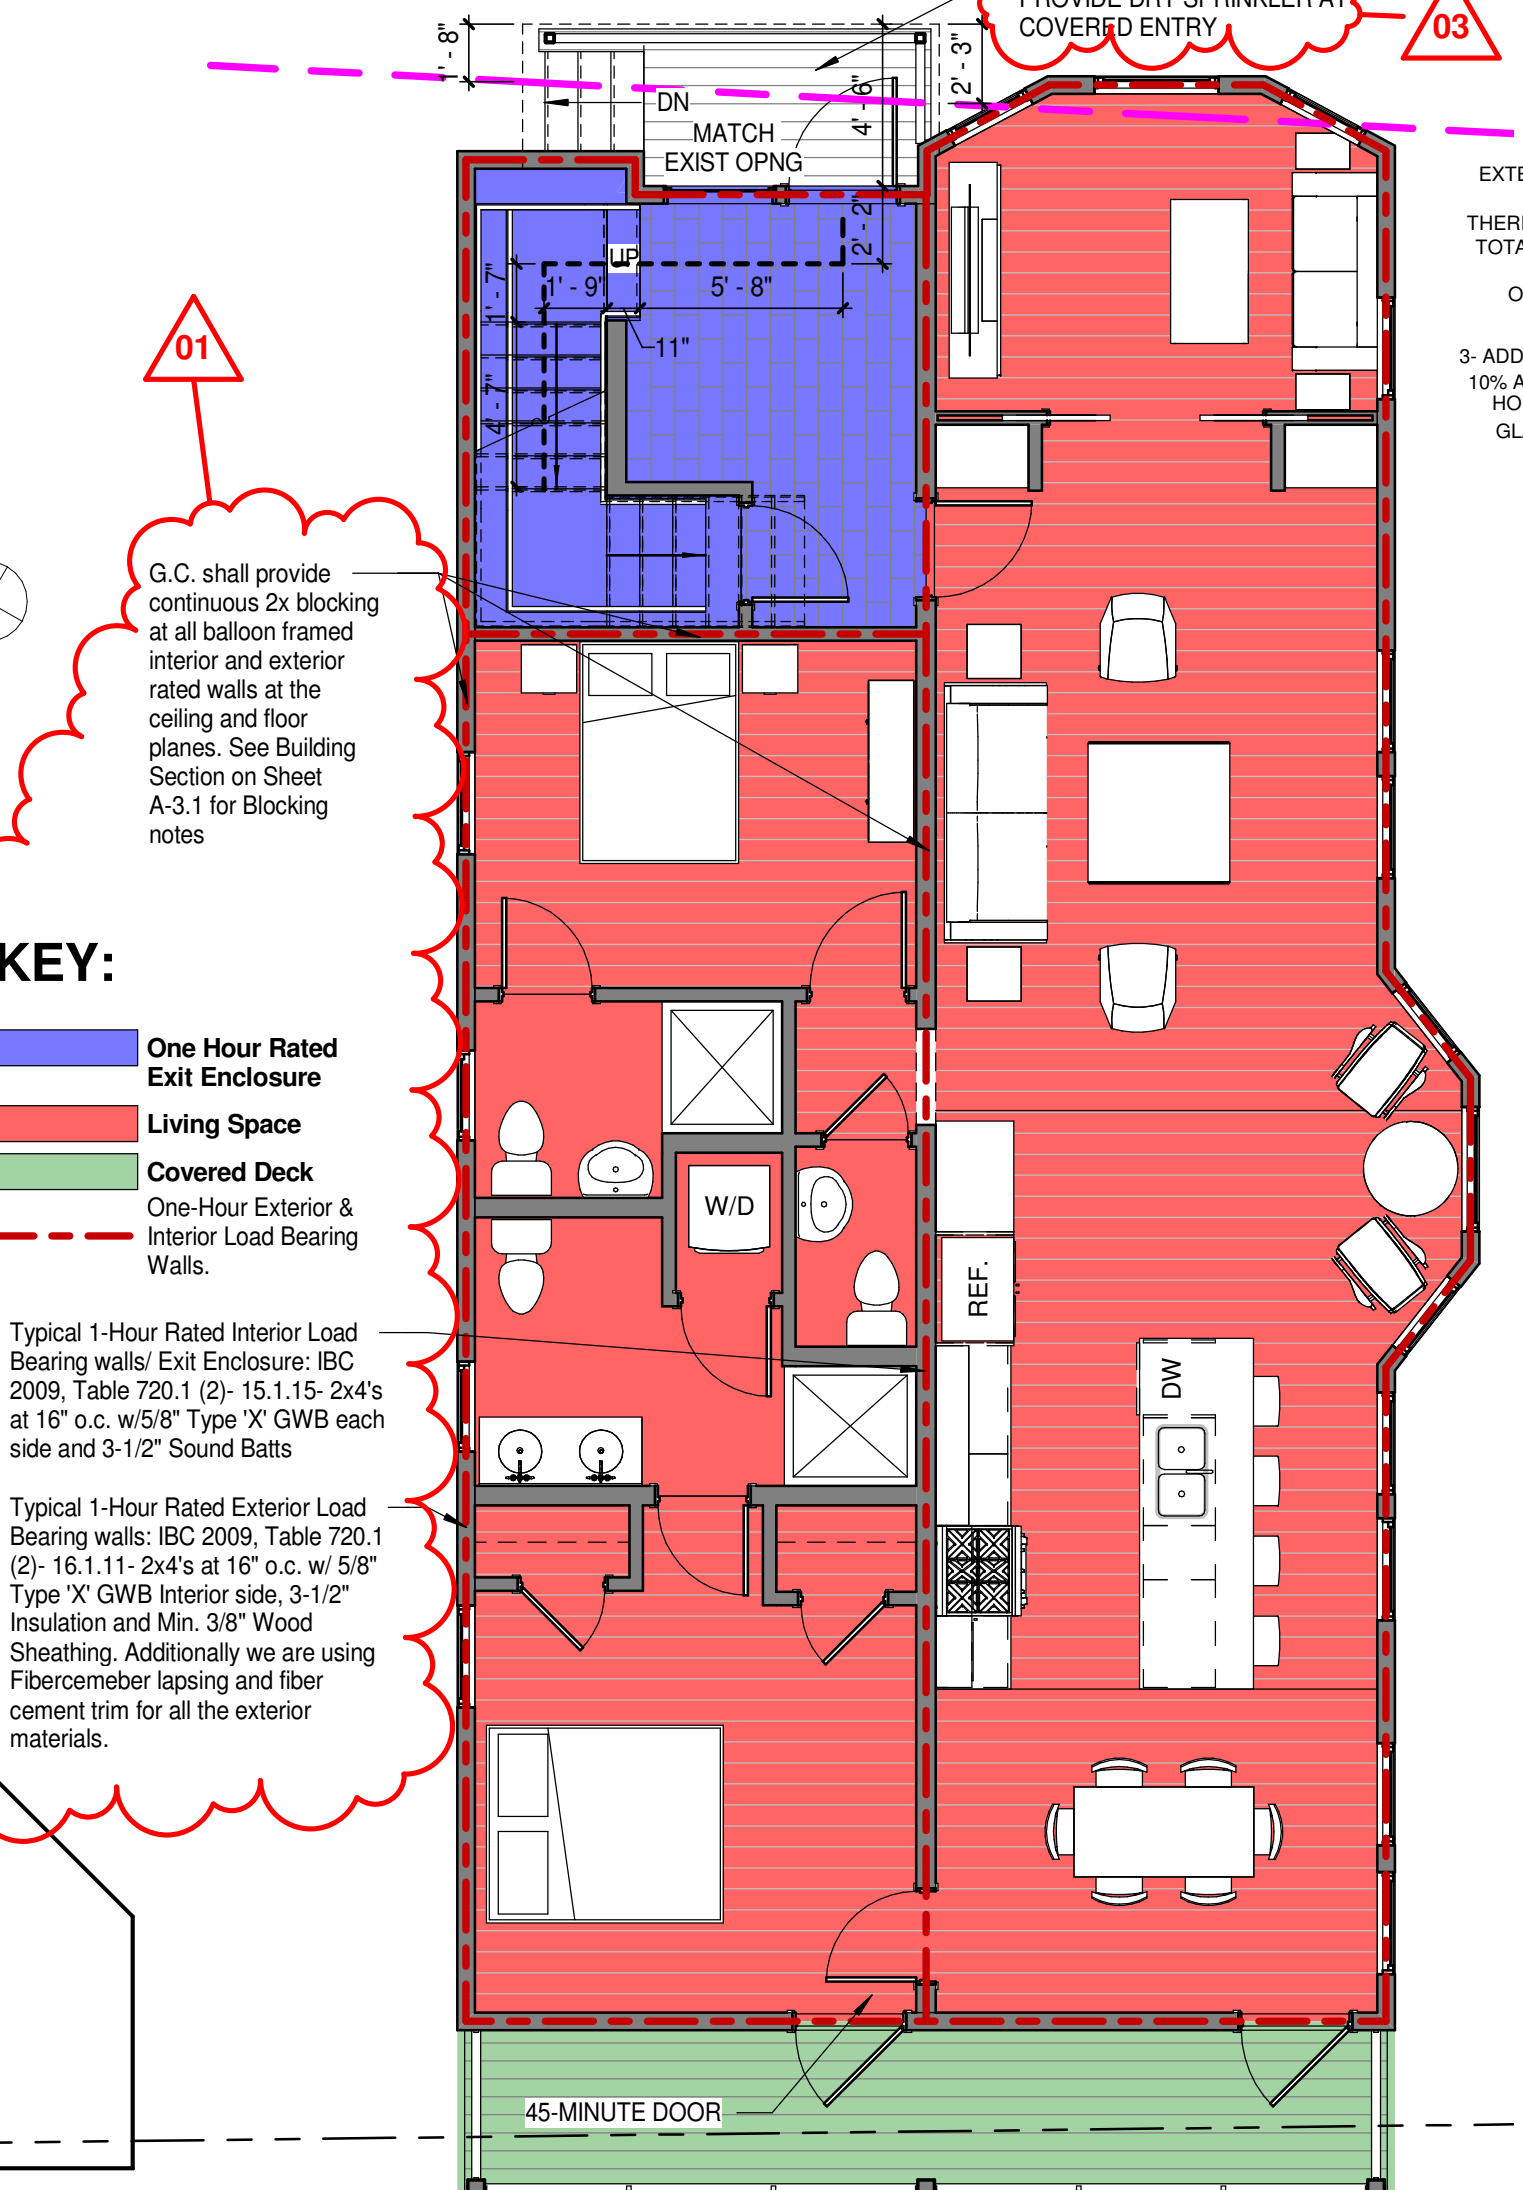 PROVIDE DRY SPRINKLER AT
COVERED ENTRY
03
2' - 3"
4' - 6"
DN
MATCH
EXIST OPNG
2' - 2"
UP
1' - 7"
1' - 9"
5' - 8"
11"
4' - 7"
01
G.C. shall provide
continuous 2x blocking
at all balloon framed
interior and exterior
rated walls at the
ceiling and floor
planes. See Building
Section on Sheet
A-3.1 for Blocking
notes
3- ADD
10% A
KEY:
One Hour Rated
Exit Enclosure
Living Space
Covered Deck
One-Hour Exterior &
Interior Load Bearing
Walls.
Typical 1-Hour Rated Interior Load
Bearing walls/ Exit Enclosure: IBC
2009, Table 720.1 (2)- 15.1.15- 2x4's
at 16" o.c. w/5/8" Type 'X' GWB each
side and 3-1/2" Sound Batts
Typical 1-Hour Rated Exterior Load
Bearing walls: IBC 2009, Table 720.1
(2)- 16.1.11- 2x4's at 16" o.c. w/ 5/8"
Type 'X' GWB Interior side, 3-1/2"
Insulation and Min. 3/8" Wood
Sheathing. Additionally we are using
Fibercemeber lapsing and fiber
cement trim for all the exterior
materials.
W/D
REF.
DW
45-MINUTE DOOR